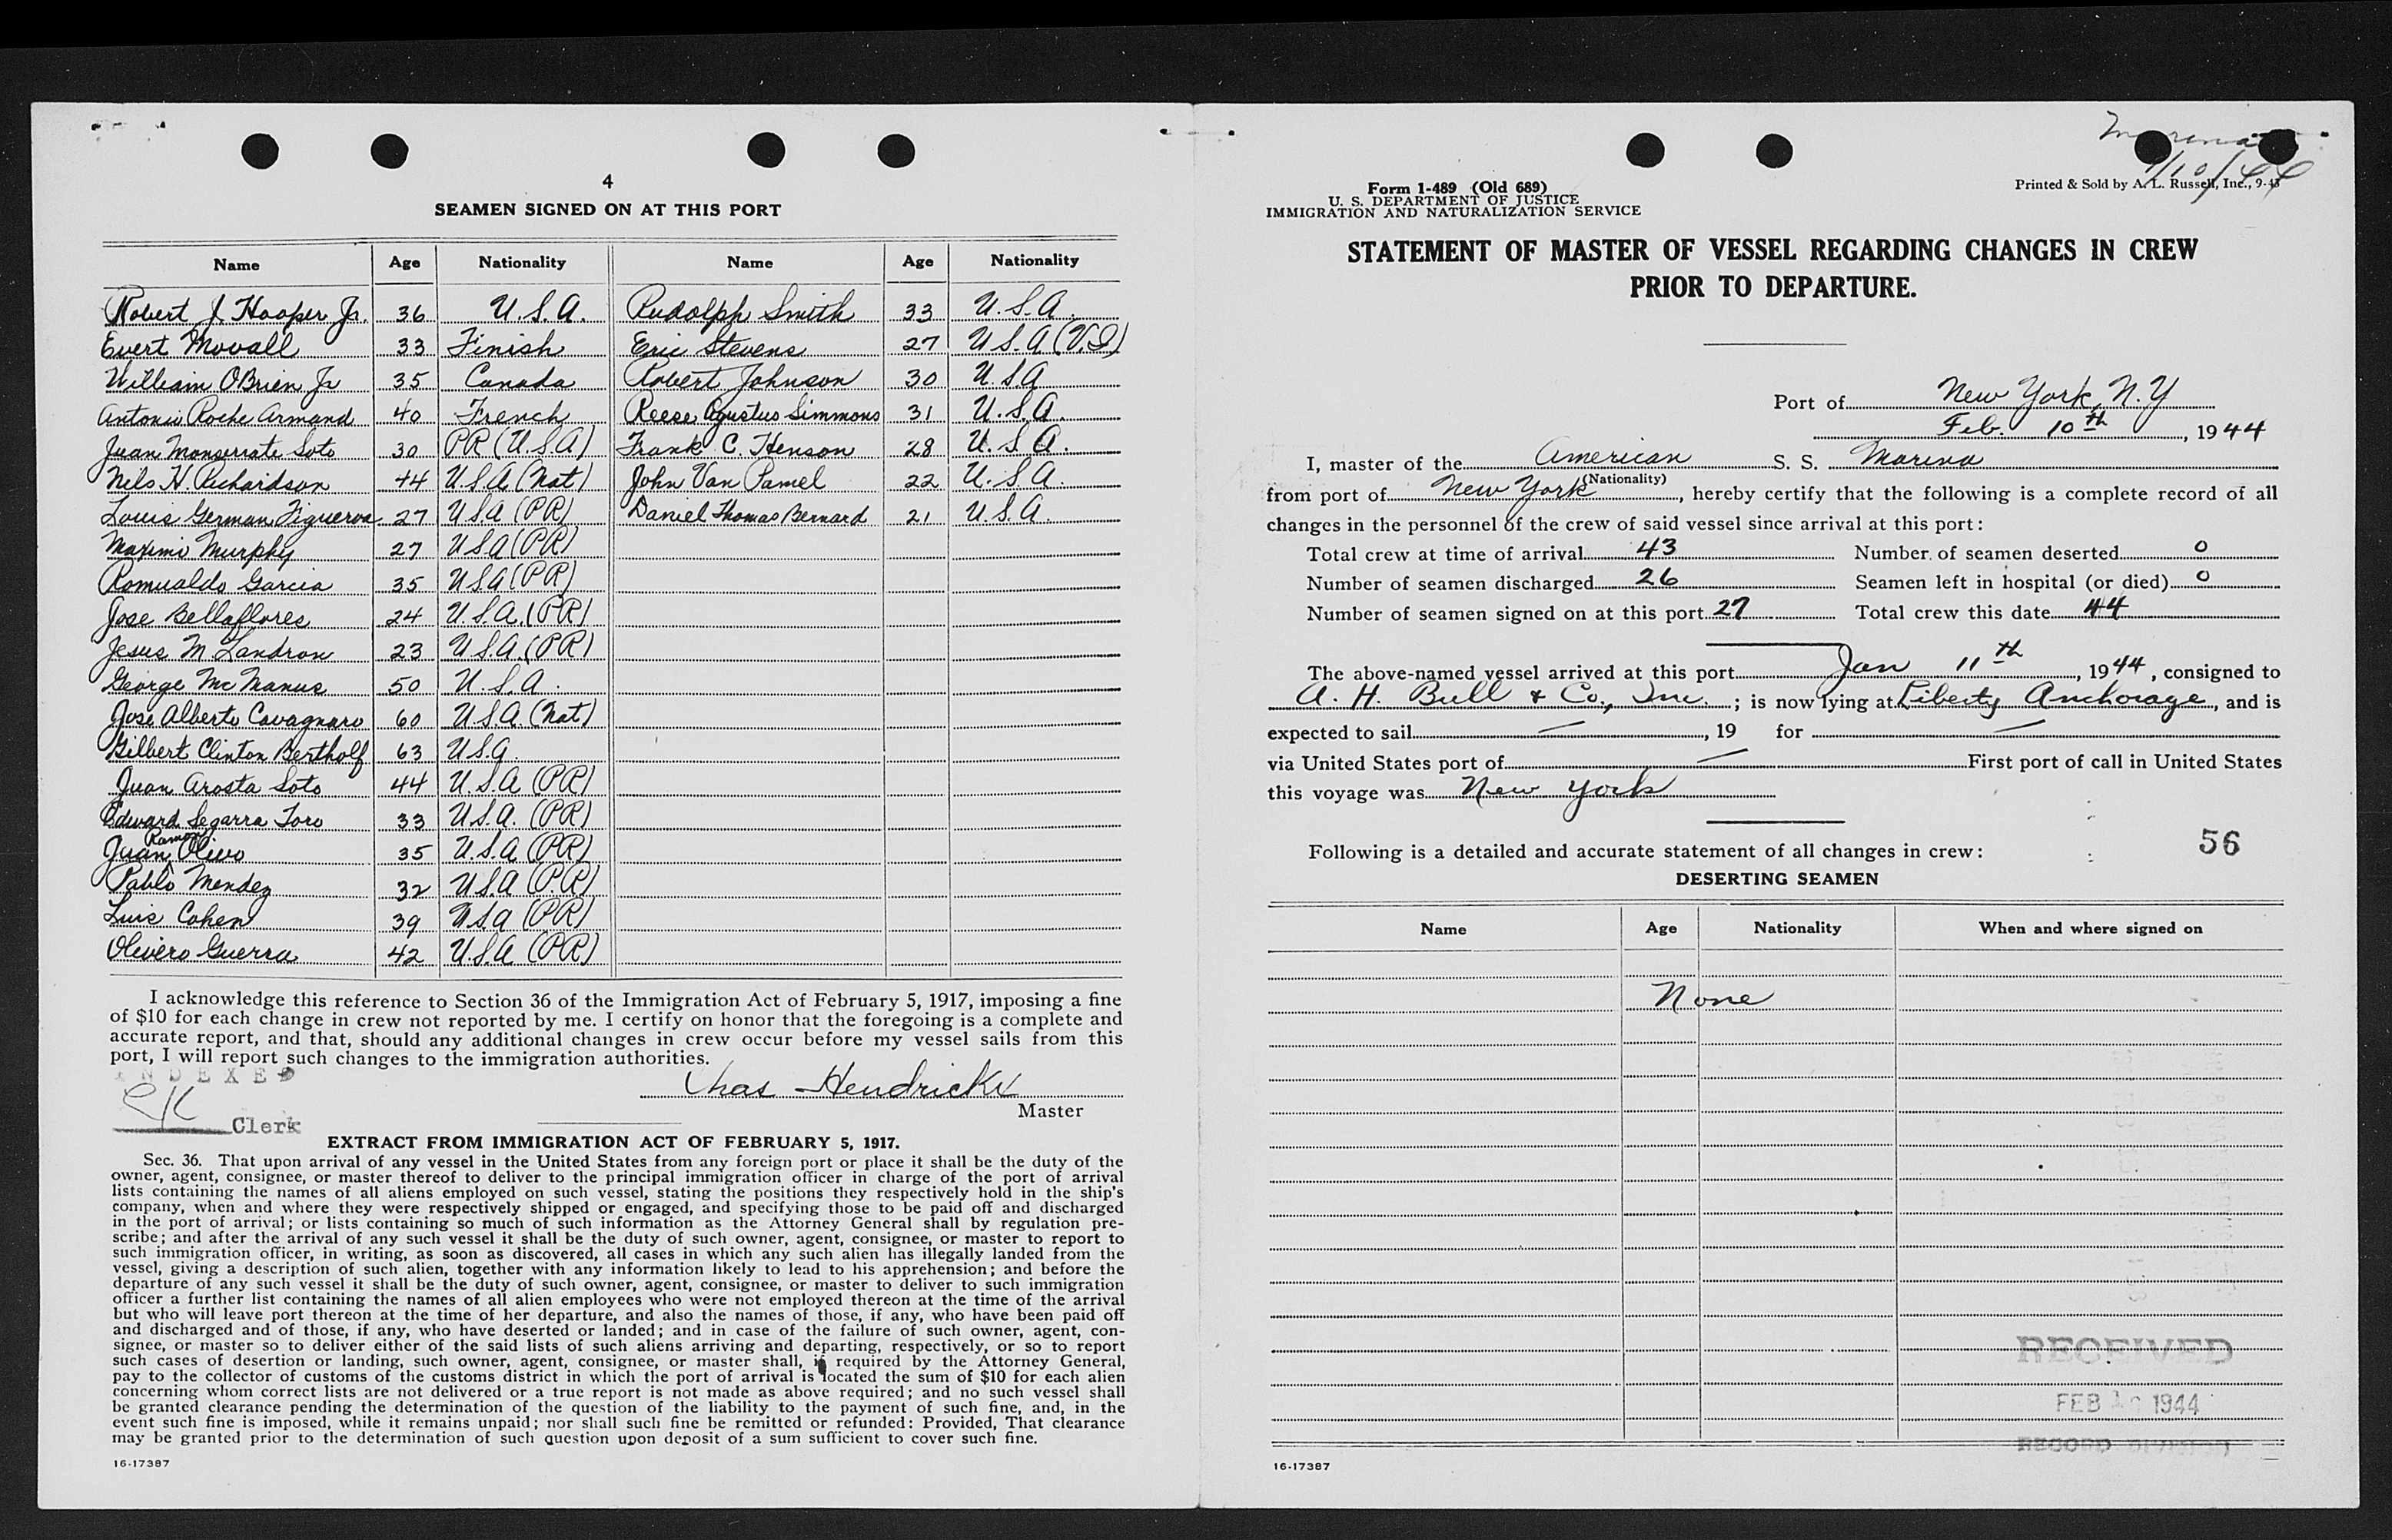 4
SEAMEN SIGNED ON AT THIS PORT
Name Age Nationality Name Age Nationality
Robert J. Hooper Jr. 36 U.S.A. Rudolph Smith 33 U.S.A.
Evert Movall 33 Finish Eric Stevens 27 U.S.A (V.I)
William OBrien Jr 35 Canada Robert Johnson 30 U.S.A
Antonio Roche Armand 40 French Reese Agustus Simmons 31 U.S.A.
Juan Monserrate Soto 30 PR (U.S.A) Frank C. Henson 28 U.S.A.
Nels H. Richardson 44 U.S.A (Nat) John Van Pamel 22 U.S.A.
Louis German Figueroa 27 U.S.A (PR) Daniel Thomas Bernard 21 U.S.A.
Maximi Murphy 27 U.S.A (PR)
Romualdo Garcia 35 U.S.A (PR)
Jose Bellaflores 24 U.S.A. (PR)
Jesus M. Landron 23 U.S.A. (PR)
George McManus 50 U.S.A.
Jose Alberto Cavagnaro 60 U.S.A. (Nat)
Gilbert Clinton Bertholf 63 U.S.A.
Juan Arosta Soto 44 U.S.A (PR)
Edward Segarra Toro 33 U.S.A. (PR)
Juan Ramon Olivo 35 U.S.A (PR)
Pablo Mendez 32 U.S.A (P.R)
Luis Cohen 39 U.S.A (PR)
Olivero Guerra 42 U.S.A (PR)
I acknowledge this reference to Section 36 of the Immigration Act of February 5, 1917, imposing a fine
of $10 for each change in crew not reported by me. I certify on honor that the foregoing is a complete and
accurate report, and that, should any additional changes in crew occur before my vessel sails from this
port, I will report such changes to the immigration authorities.
INDEXED
Chas Hendrickx
Master
Clerk
EXTRACT FROM IMMIGRATION ACT OF FEBRUARY 5, 1917.
Sec. 36. That upon arrival of any vessel in the United States from any foreign port or place it shall be the duty of the
owner, agent, consignee, or master thereof to deliver to the principal immigration officer in charge of the port of arrival
lists containing the names of all aliens employed on such vessel, stating the positions they respectively hold in the ship's
company, when and where they were respectively shipped or engaged, and specifying those to be paid off and discharged
in the port of arrival; or lists containing so much of such information as the Attorney General shall by regulation pre-
scribe; and after the arrival of any such vessel it shall be the duty of such owner, agent, consignee, or master to report to
such immigration officer, in writing, as soon as discovered, all cases in which any such alien has illegally landed from the
vessel, giving a description of such alien, together with any information likely to lead to his apprehension; and before the
departure of any such vessel it shall be the duty of such owner, agent, consignee, or master to deliver to such immigration
officer a further list containing the names of all alien employees who were not employed thereon at the time of the arrival
but who will leave port thereon at the time of her departure, and also the names of those, if any, who have been paid off
and discharged and of those, if any, who have deserted or landed; and in case of the failure of such owner, agent, con-
signee, or master so to deliver either of the said lists of such aliens arriving and departing, respectively, or so to report
such cases of desertion or landing, such owner, agent, consignee, or master shall, if required by the Attorney General,
pay to the collector of customs of the customs district in which the port of arrival is located the sum of $10 for each alien
concerning whom correct lists are not delivered or a true report is not made as above required; and no such vessel shall
be granted clearance pending the determination of the question of the liability to the payment of such fine, and, in the
event such fine is imposed, while it remains unpaid; nor shall such fine be remitted or refunded: Provided, That clearance
may be granted prior to the determination of such question upon deposit of a sum sufficient to cover such fine.
16-17387
Marina
1/10/44
Form 1-489 (Old 689)
U. S. DEPARTMENT OF JUSTICE
IMMIGRATION AND NATURALIZATION SERVICE
Printed & Sold by A. L. Russell, Inc., 9-43
STATEMENT OF MASTER OF VESSEL REGARDING CHANGES IN CREW
PRIOR TO DEPARTURE.
Port of New York, N.Y
Feb. 10th, 1944
I, master of the American S. S. Marina
(Nationality)
from port of New York, hereby certify that the following is a complete record of all
changes in the personnel of the crew of said vessel since arrival at this port:
Total crew at time of arrival 43 Number of seamen deserted 0
Number of seamen discharged 26 Seamen left in hospital (or died) 0
Number of seamen signed on at this port 27 Total crew this date 44
The above-named vessel arrived at this port Jan 11th, 1944, consigned to
A. H. Bull & Co., Inc.; is now lying at Liberty Anchorage, and is
expected to sail —, 19 for —
via United States port of — First port of call in United States
this voyage was New York
56
Following is a detailed and accurate statement of all changes in crew:
DESERTING SEAMEN
Name Age Nationality When and where signed on
None
RECEIVED
FEB 1944
RECORD DIVISION
16-17387